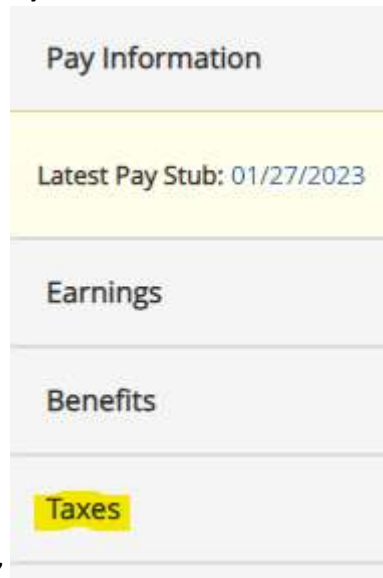 Pay Information
Latest Pay Stub: 01/27/2023
Earnings
Benefits
Taxes